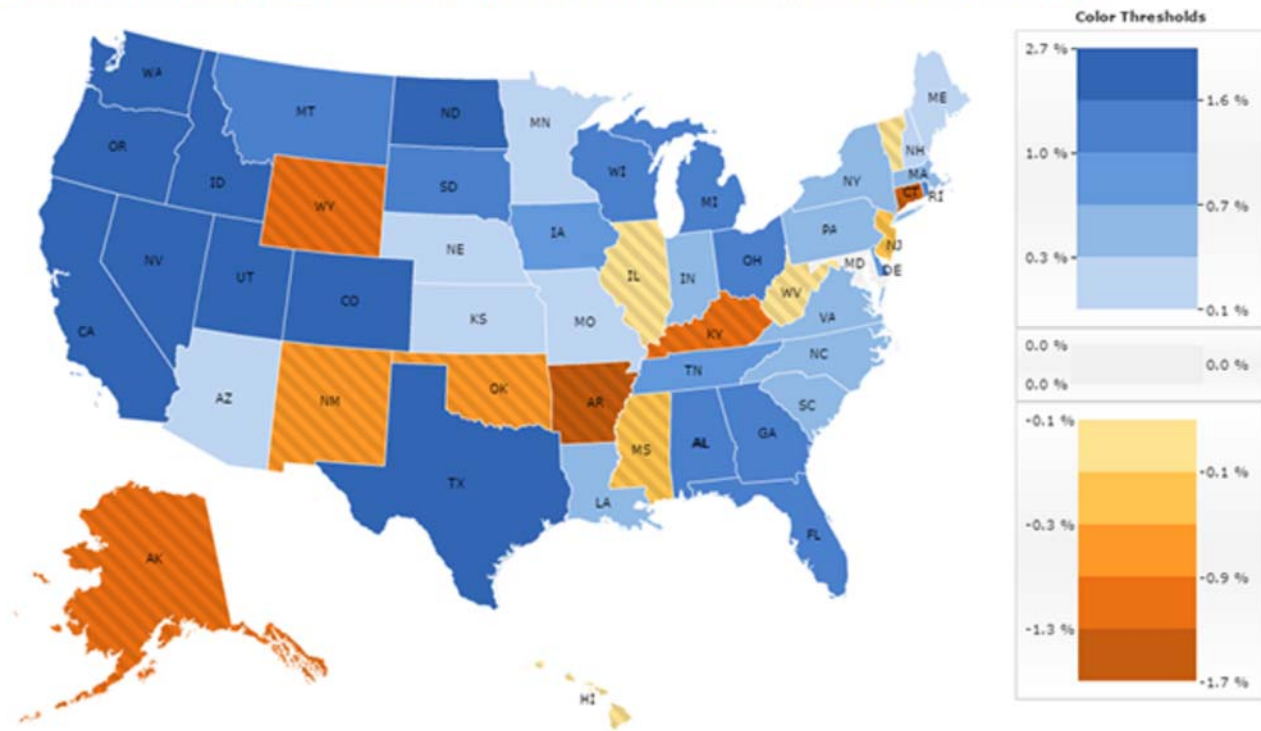 Color Thresholds
2.7 %
1.6 %
1.0 %
0.7 %
0.3 %
0.1 %
0.0 %
0.0 %
0.0 %
-0.1 %
-0.1 %
-0.3 %
-0.9 %
-1.3 %
-1.7 %
WA
MT
ND
MN
ME
OR
ID
WY
SD
WI
MI
NY
NH
MA
CT
RI
NV
UT
CO
NE
IA
IL
IN
OH
PA
NJ
MD
DE
CA
KS
MO
KY
WV
VA
AZ
NM
OK
AR
TN
NC
SC
TX
LA
MS
AL
GA
FL
AK
HI